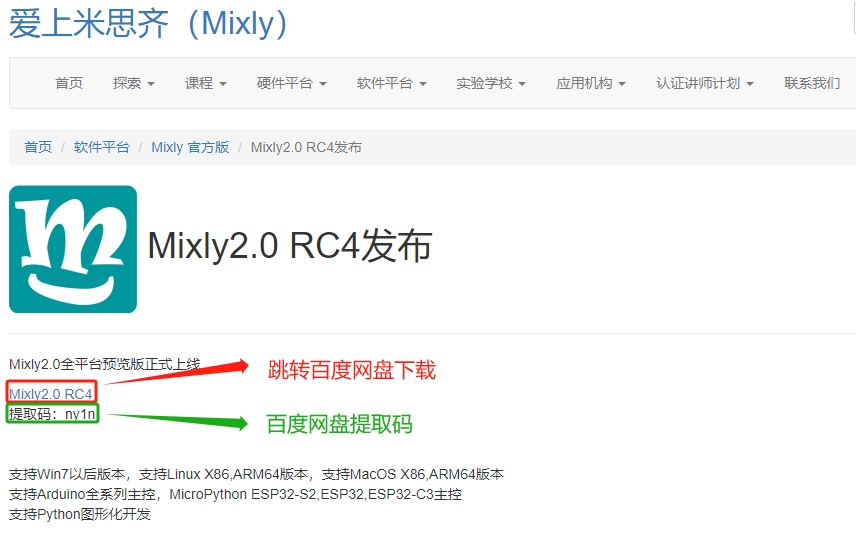 爱上米思齐（Mixly）
首页 探索 课程 硬件平台 软件平台 实验学校 应用机构 认证讲师计划 联系我们
首页 / 软件平台 / Mixly 官方版 / Mixly2.0 RC4发布
m
Mixly2.0 RC4发布
Mixly2.0全平台预览版正式上线
跳转百度网盘下载
Mixly2.0 RC4
提取码：ny1n
百度网盘提取码
支持Win7以后版本，支持Linux X86,ARM64版本，支持MacOS X86,ARM64版本
支持Arduino全系列主控，MicroPython ESP32-S2,ESP32,ESP32-C3主控
支持Python图形化开发